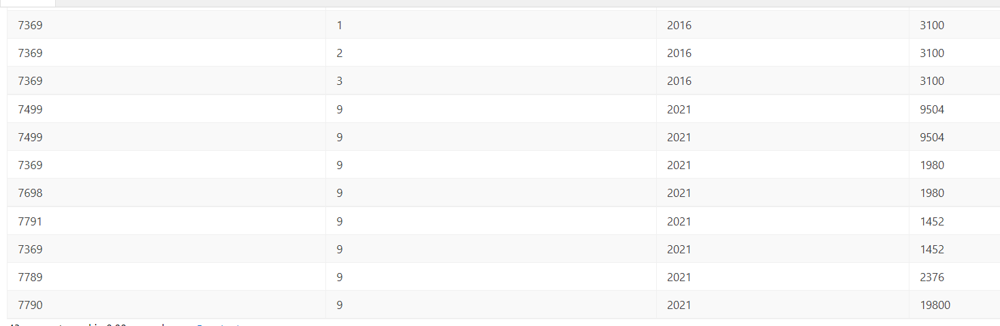 7369 1 2016 3100
7369 2 2016 3100
7369 3 2016 3100
7499 9 2021 9504
7499 9 2021 9504
7369 9 2021 1980
7698 9 2021 1980
7791 9 2021 1452
7369 9 2021 1452
7789 9 2021 2376
7790 9 2021 19800